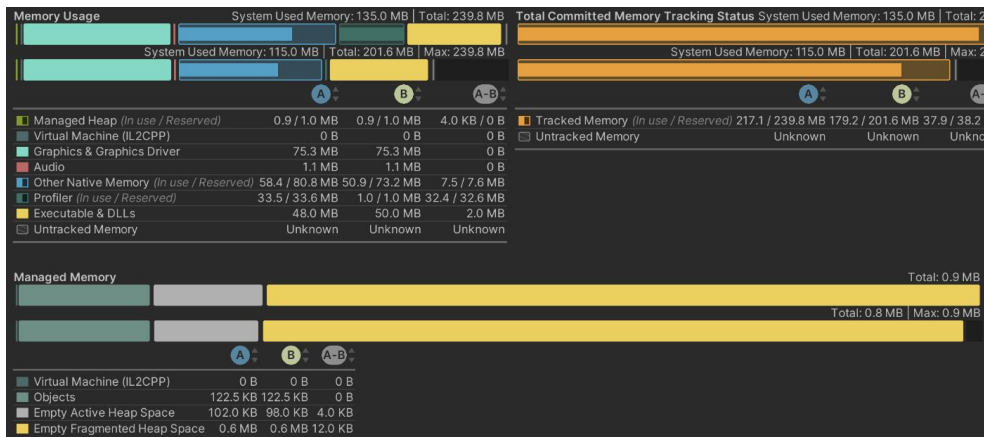 Memory Usage System Used Memory: 135.0 MB | Total: 239.8 MB
System Used Memory: 115.0 MB | Total: 201.6 MB | Max: 239.8 MB
A B A-B
Managed Heap (In use / Reserved) 0.9 / 1.0 MB 0.9 / 1.0 MB 4.0 KB / 0 B
Virtual Machine (IL2CPP) 0 B 0 B 0 B
Graphics & Graphics Driver 75.3 MB 75.3 MB 0 B
Audio 1.1 MB 1.1 MB 0 B
Other Native Memory (In use / Reserved) 58.4 / 80.8 MB 50.9 / 73.2 MB 7.5 / 7.6 MB
Profiler (In use / Reserved) 33.5 / 33.6 MB 1.0 / 1.0 MB 32.4 / 32.6 MB
Executable & DLLs 48.0 MB 50.0 MB 2.0 MB
Untracked Memory Unknown Unknown Unknown
Total Committed Memory Tracking Status System Used Memory: 135.0 MB | Total: 2
System Used Memory: 115.0 MB | Total: 201.6 MB | Max: 2
A B A-
Tracked Memory (In use / Reserved) 217.1 / 239.8 MB 179.2 / 201.6 MB 37.9 / 38.2
Untracked Memory Unknown Unknown Unkno
Managed Memory Total: 0.9 MB
Total: 0.8 MB | Max: 0.9 MB
A B A-B
Virtual Machine (IL2CPP) 0 B 0 B 0 B
Objects 122.5 KB 122.5 KB 0 B
Empty Active Heap Space 102.0 KB 98.0 KB 4.0 KB
Empty Fragmented Heap Space 0.6 MB 0.6 MB 12.0 KB